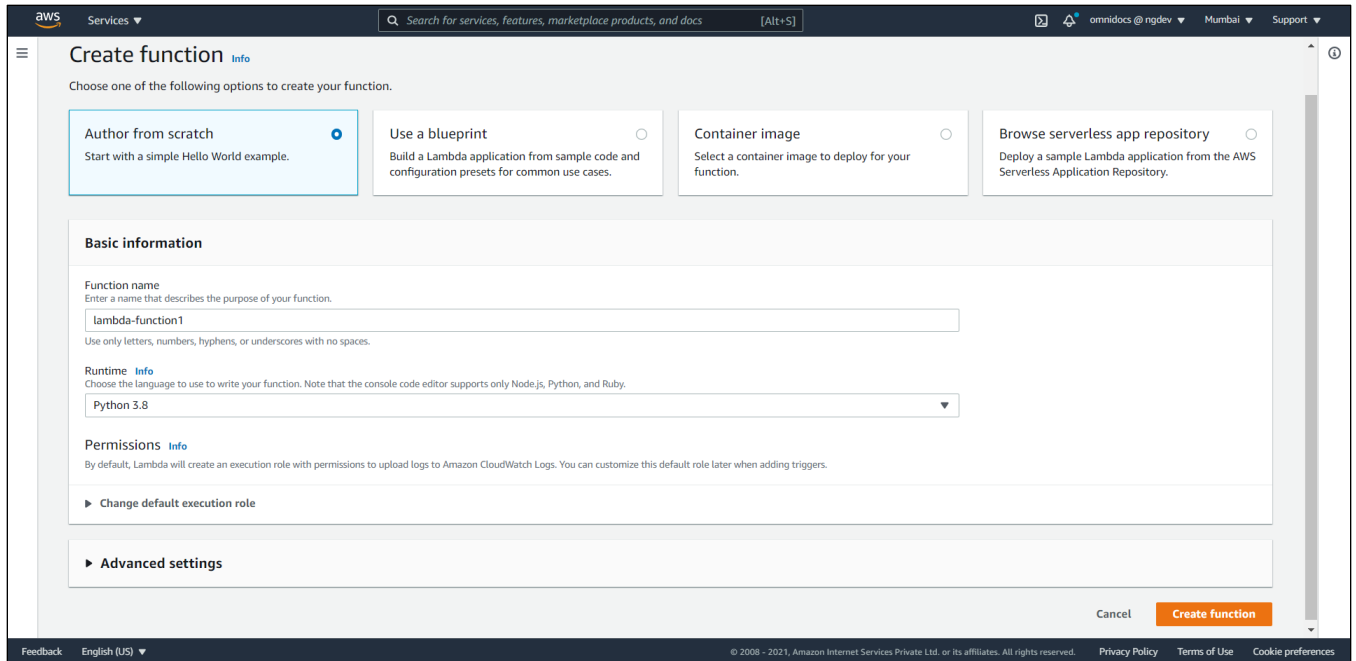 aws
Services ▼
Search for services, features, marketplace products, and docs [Alt+S]
omnidocs @ ngdev ▼
Mumbai ▼
Support ▼
Create function Info
Choose one of the following options to create your function.
Author from scratch
Start with a simple Hello World example.
Use a blueprint
Build a Lambda application from sample code and
configuration presets for common use cases.
Container image
Select a container image to deploy for your
function.
Browse serverless app repository
Deploy a sample Lambda application from the AWS
Serverless Application Repository.
Basic information
Function name
Enter a name that describes the purpose of your function.
lambda-function1
Use only letters, numbers, hyphens, or underscores with no spaces.
Runtime Info
Choose the language to use to write your function. Note that the console code editor supports only Node.js, Python, and Ruby.
Python 3.8
Permissions Info
By default, Lambda will create an execution role with permissions to upload logs to Amazon CloudWatch Logs. You can customize this default role later when adding triggers.
Change default execution role
Advanced settings
Cancel
Create function
Feedback
English (US) ▼
© 2008 - 2021, Amazon Internet Services Private Ltd. or its affiliates. All rights reserved.
Privacy Policy
Terms of Use
Cookie preferences